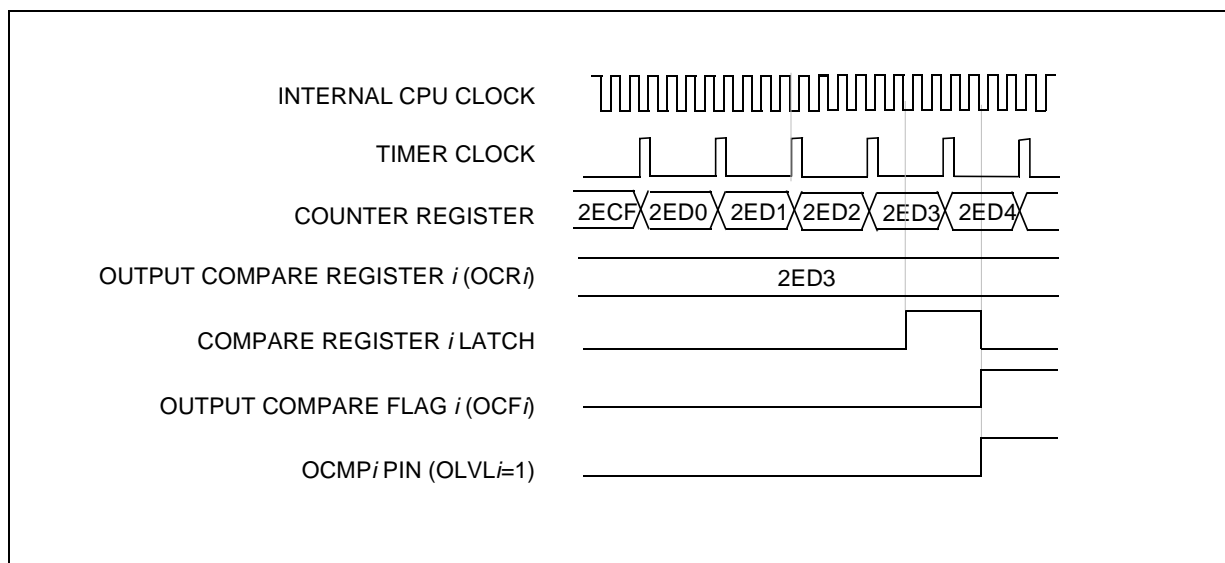 INTERNAL CPU CLOCK
TIMER CLOCK
COUNTER REGISTER 2ECF 2ED0 2ED1 2ED2 2ED3 2ED4
OUTPUT COMPARE REGISTER i (OCRi) 2ED3
COMPARE REGISTER i LATCH
OUTPUT COMPARE FLAG i (OCFi)
OCMPi PIN (OLVLi=1)